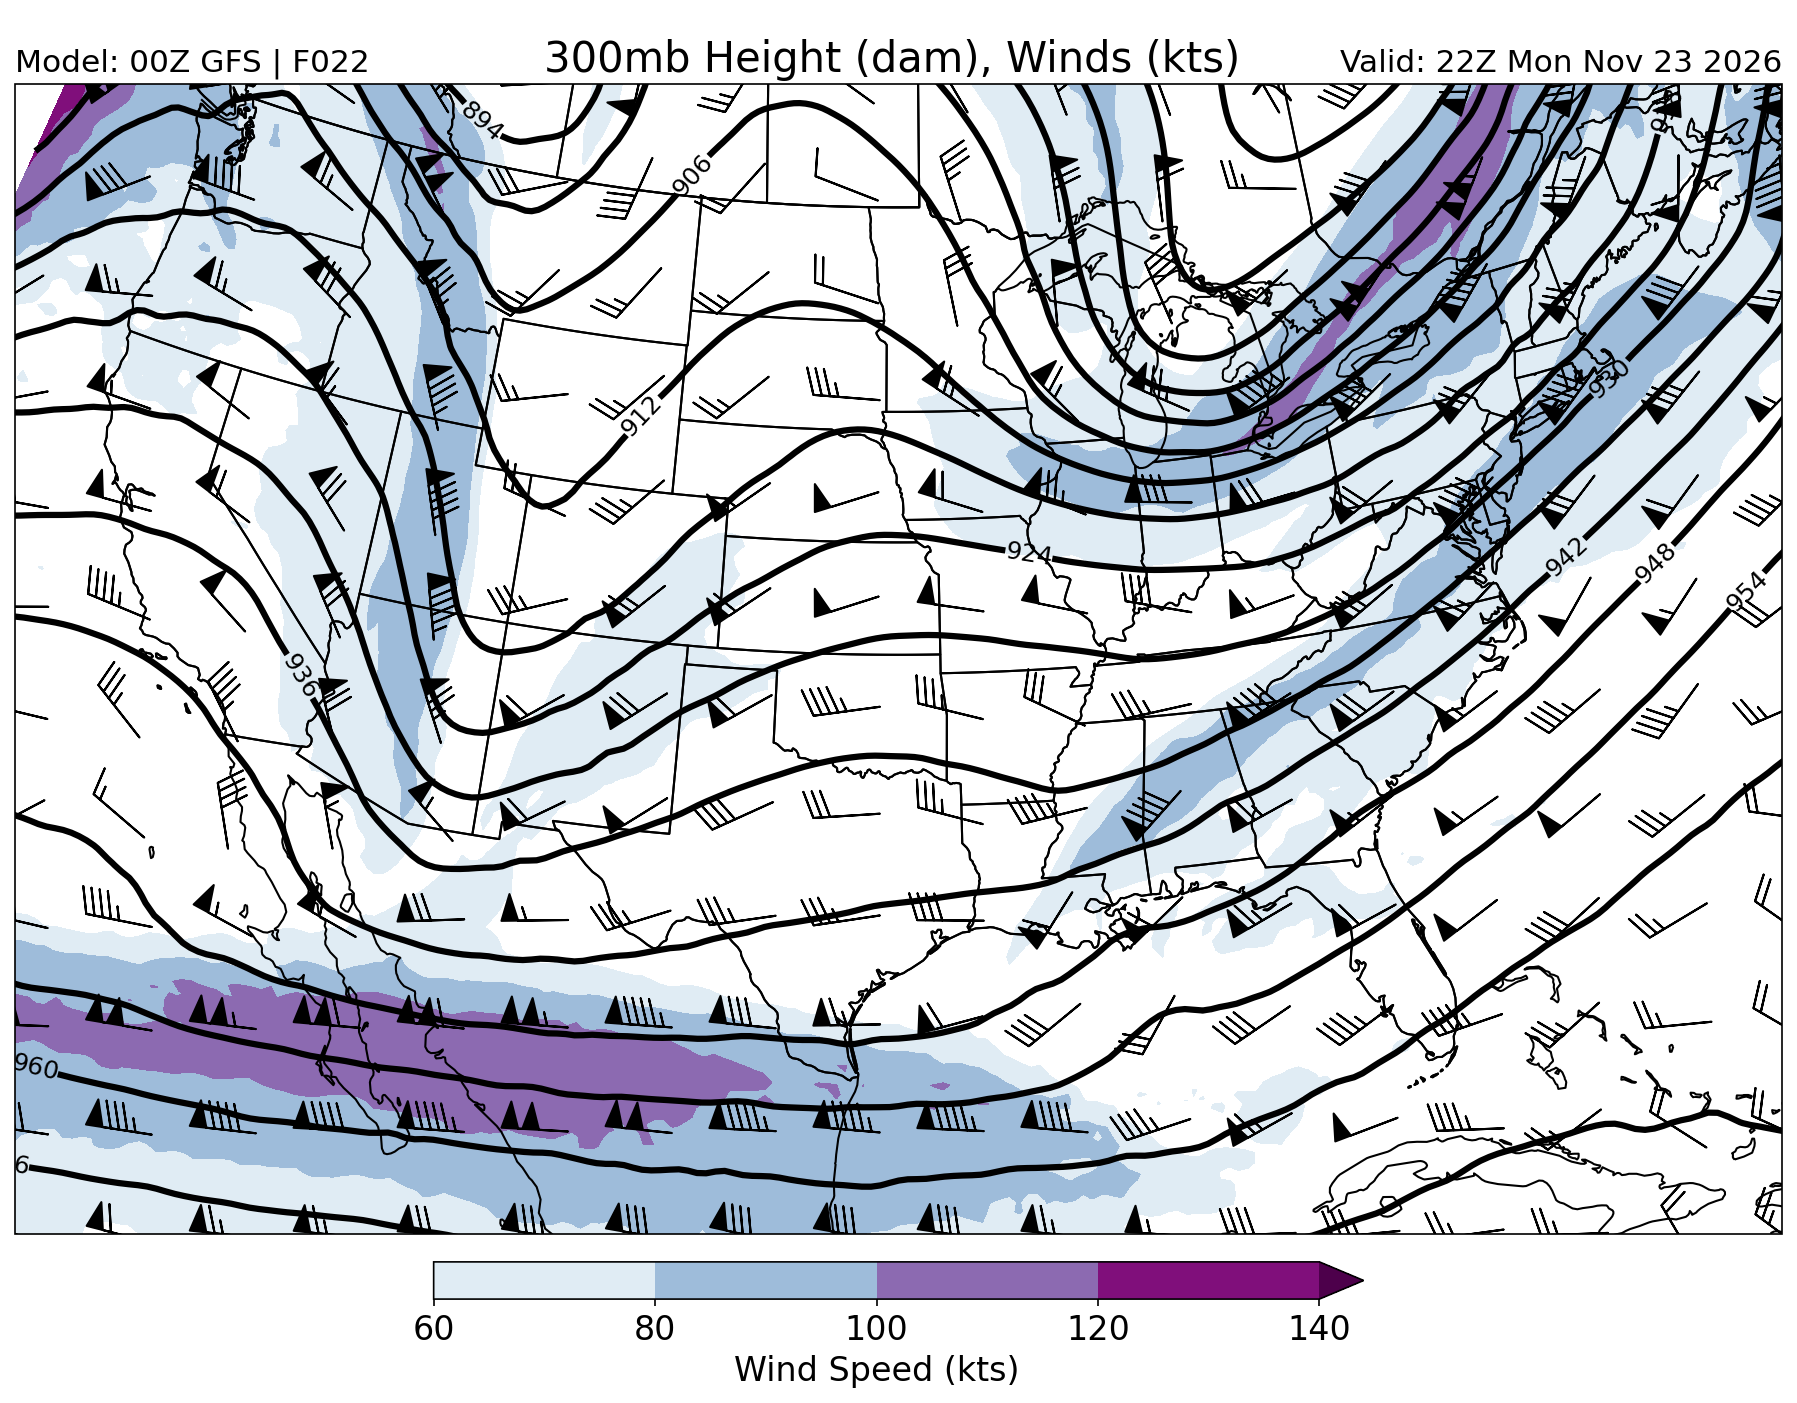 Model: 00Z GFS | F022
300mb Height (dam), Winds (kts)
Valid: 22Z Mon Nov 23 2026
894
906
912
930
924
942
948
954
936
960
6
60 80 100 120 140
Wind Speed (kts)